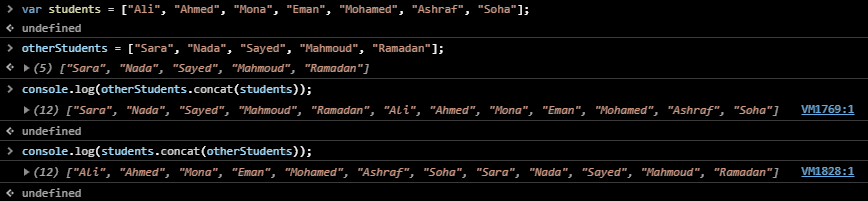 > var students = ["Ali", "Ahmed", "Mona", "Eman", "Mohamed", "Ashraf", "Soha"];
undefined
> otherStudents = ["Sara", "Nada", "Sayed", "Mahmoud", "Ramadan"];
(5) ["Sara", "Nada", "Sayed", "Mahmoud", "Ramadan"]
> console.log(otherStudents.concat(students));
(12) ["Sara", "Nada", "Sayed", "Mahmoud", "Ramadan", "Ali", "Ahmed", "Mona", "Eman", "Mohamed", "Ashraf", "Soha"] VM1769:1
undefined
> console.log(students.concat(otherStudents));
(12) ["Ali", "Ahmed", "Mona", "Eman", "Mohamed", "Ashraf", "Soha", "Sara", "Nada", "Sayed", "Mahmoud", "Ramadan"] VM1828:1
undefined